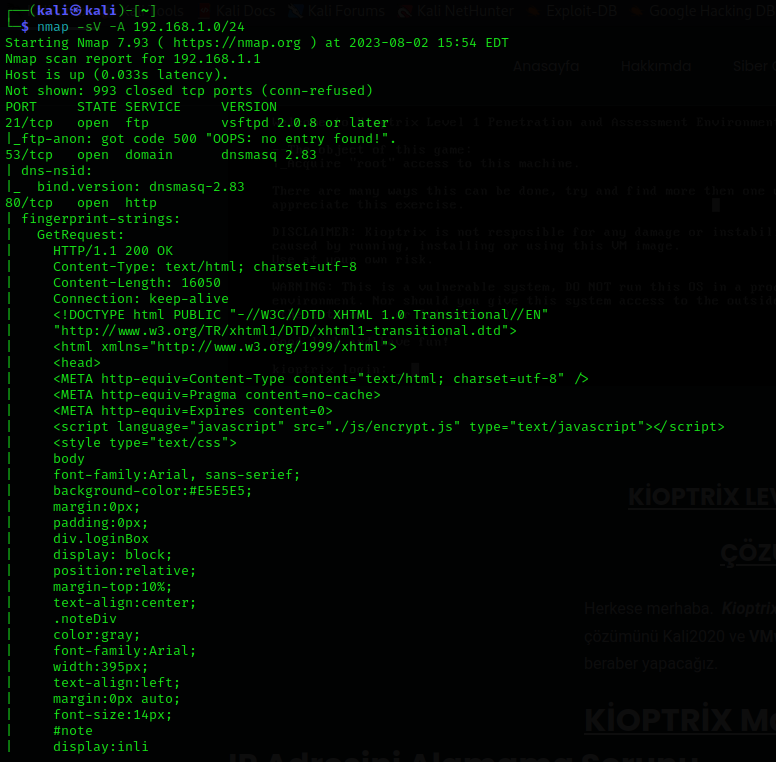 ┌──(kali㉿kali)-[~]
└─$ nmap -sV -A 192.168.1.0/24
Starting Nmap 7.93 ( https://nmap.org ) at 2023-08-02 15:54 EDT
Nmap scan report for 192.168.1.1
Host is up (0.033s latency).
Not shown: 993 closed tcp ports (conn-refused)
PORT     STATE SERVICE     VERSION
21/tcp   open  ftp         vsftpd 2.0.8 or later
|_ftp-anon: got code 500 "OOPS: no entry found!".
53/tcp   open  domain      dnsmasq 2.83
| dns-nsid:
|_  bind.version: dnsmasq-2.83
80/tcp   open  http
| fingerprint-strings:
|   GetRequest:
|     HTTP/1.1 200 OK
|     Content-Type: text/html; charset=utf-8
|     Content-Length: 16050
|     Connection: keep-alive
|     <!DOCTYPE html PUBLIC "-//W3C//DTD XHTML 1.0 Transitional//EN"
|     "http://www.w3.org/TR/xhtml1/DTD/xhtml1-transitional.dtd">
|     <html xmlns="http://www.w3.org/1999/xhtml">
|     <head>
|     <META http-equiv=Content-Type content="text/html; charset=utf-8" />
|     <META http-equiv=Pragma content=no-cache>
|     <META http-equiv=Expires content=0>
|     <script language="javascript" src="./js/encrypt.js" type="text/javascript"></script>
|     <style type="text/css">
|     body
|     font-family:Arial, sans-serief;
|     background-color:#E5E5E5;
|     margin:0px;
|     padding:0px;
|     div.loginBox
|     display: block;
|     position:relative;
|     margin-top:10%;
|     text-align:center;
|     .noteDiv
|     color:gray;
|     font-family:Arial;
|     width:395px;
|     text-align:left;
|     margin:0px auto;
|     font-size:14px;
|     #note
|     display:inli
Kali Docs Kali Forums Kali NetHunter Exploit-DB Google Hacking DB
Anasayfa Hakkımda Siber
KİOPTRİX LE
ÇÖZ
Herkese merhaba. Kioptri
çözümünü Kali2020 ve VM
beraber yapacağız.
KİOPTRİX M